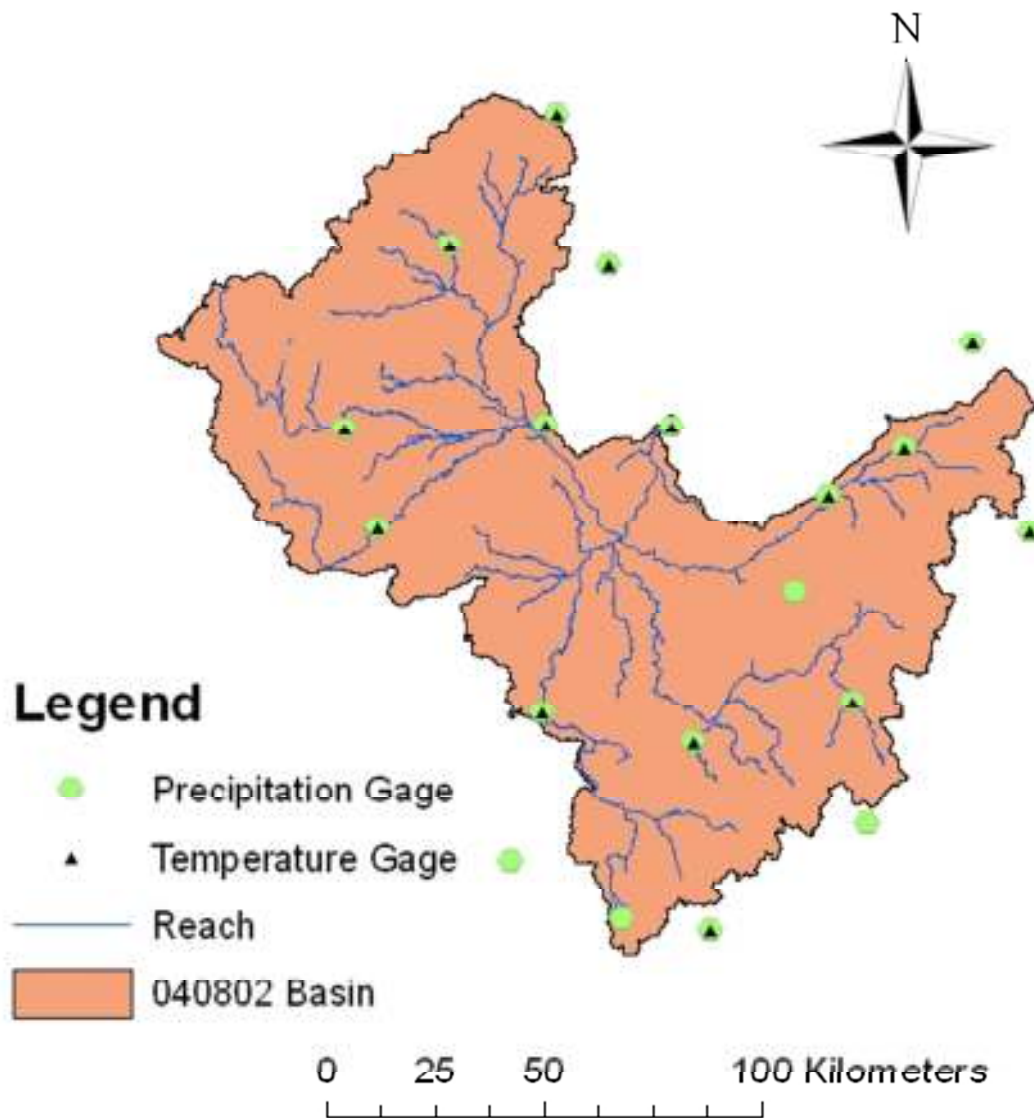 N
Legend
Precipitation Gage
Temperature Gage
Reach
040802 Basin
0 25 50 100 Kilometers